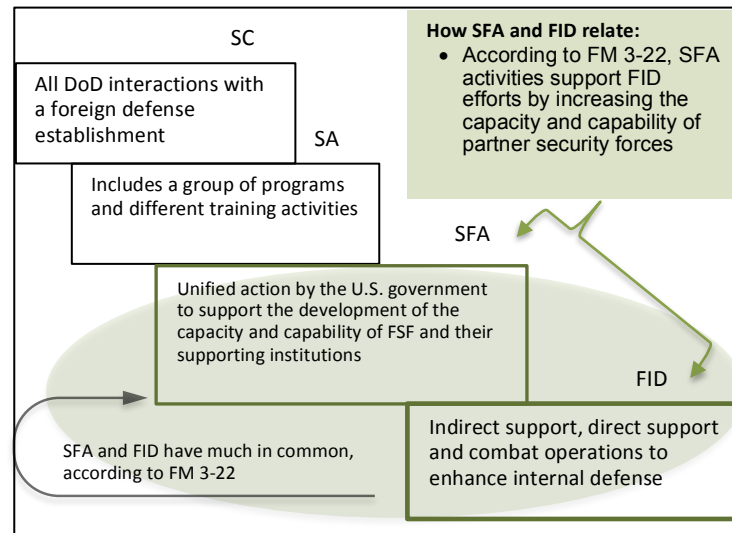 SC
All DoD interactions with
a foreign defense
establishment
How SFA and FID relate:
• According to FM 3-22, SFA
activities support FID
efforts by increasing the
capacity and capability of
partner security forces
SA
Includes a group of programs
and different training activities
SFA
Unified action by the U.S. government
to support the development of the
capacity and capability of FSF and their
supporting institutions
FID
Indirect support, direct support
and combat operations to
enhance internal defense
SFA and FID have much in common,
according to FM 3-22